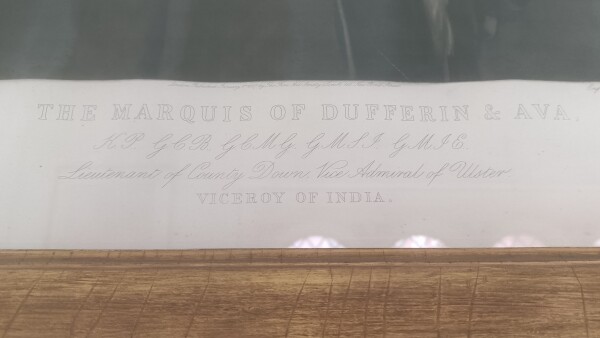 THE MARQUIS OF DUFFERIN & AVA.
K.P. G.C.B. G.C.M.G. G.M.S.I. G.M.I.E.
Lieutenant of County Down, Vice Admiral of Ulster
VICEROY OF INDIA.